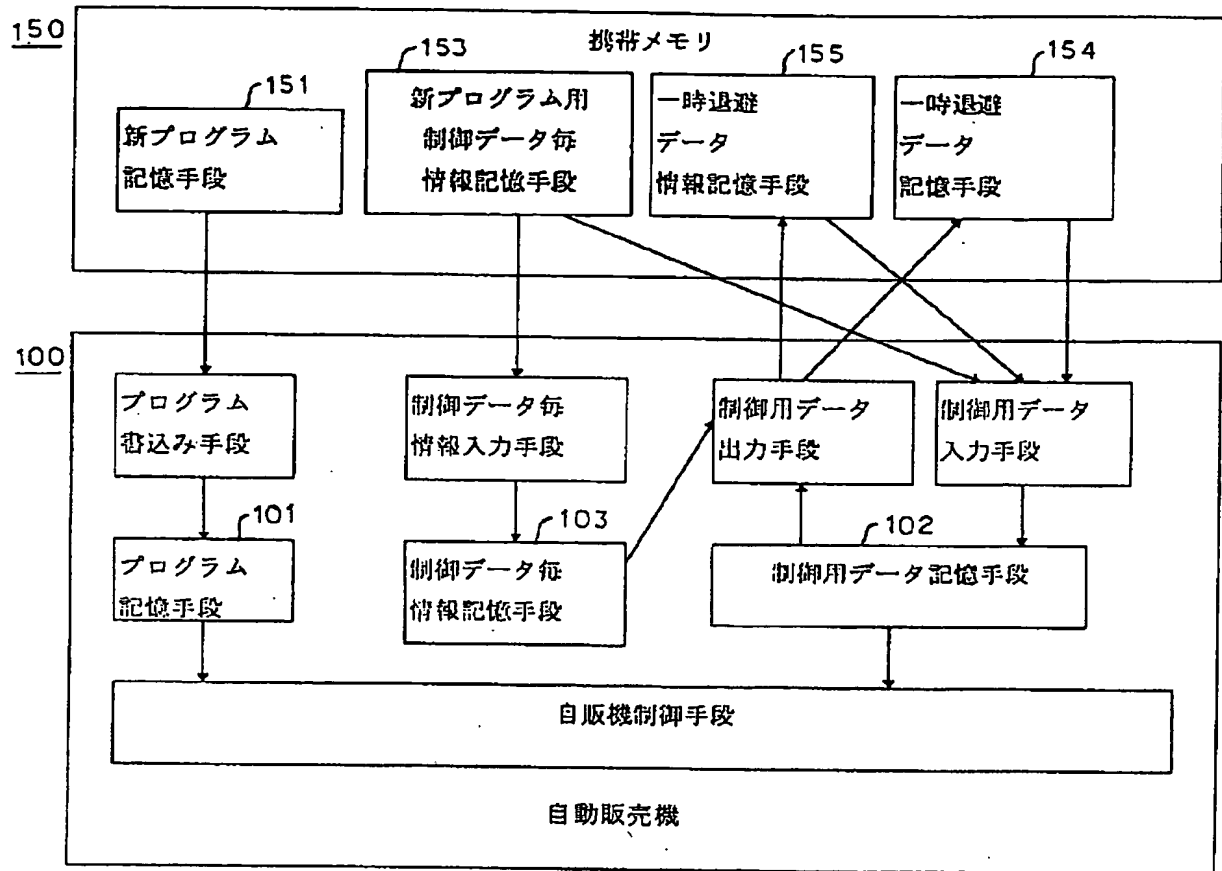 150
携帯メモリ
151
新プログラム
記憶手段
153
新プログラム用
制御データ毎
情報記憶手段
155
一時退避
データ
情報記憶手段
154
一時退避
データ
記憶手段
100
プログラム
書込み手段
制御データ毎
情報入力手段
制御用データ
出力手段
制御用データ
入力手段
101
プログラム
記憶手段
103
制御データ毎
情報記憶手段
102
制御用データ記憶手段
自販機制御手段
自動販売機